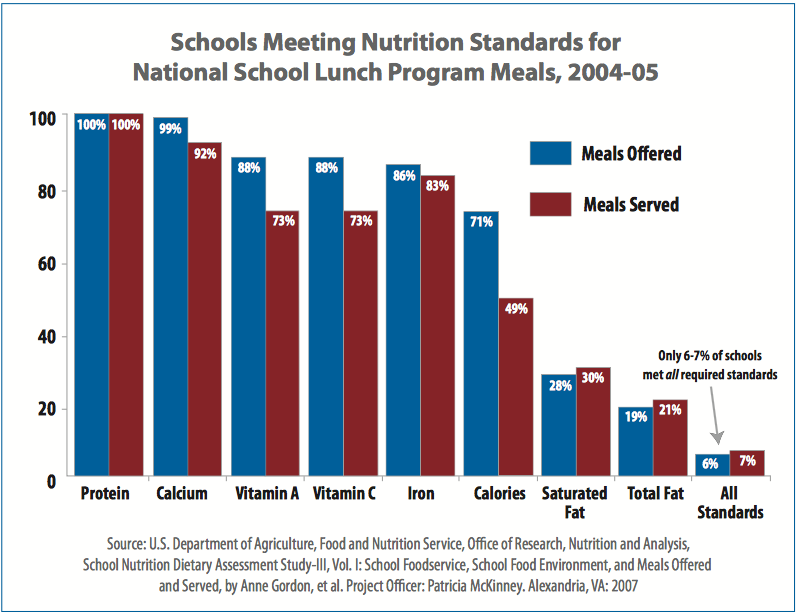 Schools Meeting Nutrition Standards for
National School Lunch Program Meals, 2004-05
100
80
60
40
20
0
100% 100%
99%
92%
88%
73%
88%
73%
86%
83%
71%
49%
28%
30%
19%
21%
6%
7%
Meals Offered
Meals Served
Only 6-7% of schools
met all required standards
Protein Calcium Vitamin A Vitamin C Iron Calories Saturated Total Fat All
Fat Standards
Source: U.S. Department of Agriculture, Food and Nutrition Service, Office of Research, Nutrition and Analysis,
School Nutrition Dietary Assessment Study-III, Vol. I: School Foodservice, School Food Environment, and Meals Offered
and Served, by Anne Gordon, et al. Project Officer: Patricia McKinney. Alexandria, VA: 2007